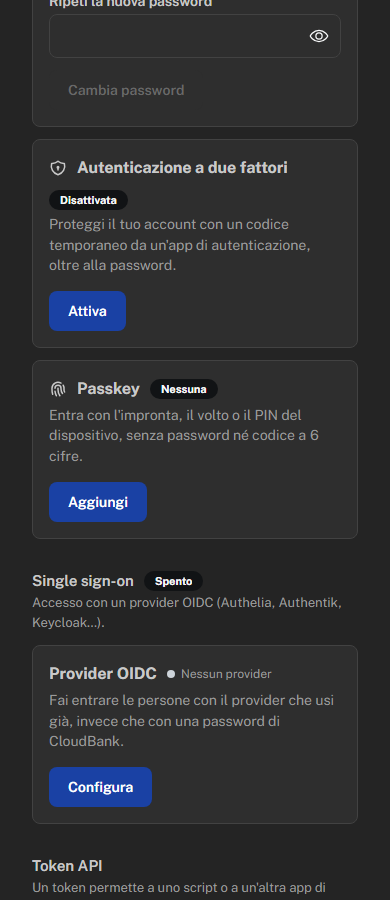 Ripeti la nuova password
Cambia password
Autenticazione a due fattori
Disattivata
Proteggi il tuo account con un codice
temporaneo da un'app di autenticazione,
oltre alla password.
Attiva
Passkey Nessuna
Entra con l'impronta, il volto o il PIN del
dispositivo, senza password né codice a 6
cifre.
Aggiungi
Single sign-on Spento
Accesso con un provider OIDC (Authelia, Authentik,
Keycloak…).
Provider OIDC Nessun provider
Fai entrare le persone con il provider che usi
già, invece che con una password di
CloudBank.
Configura
Token API
Un token permette a uno script o a un'altra app di